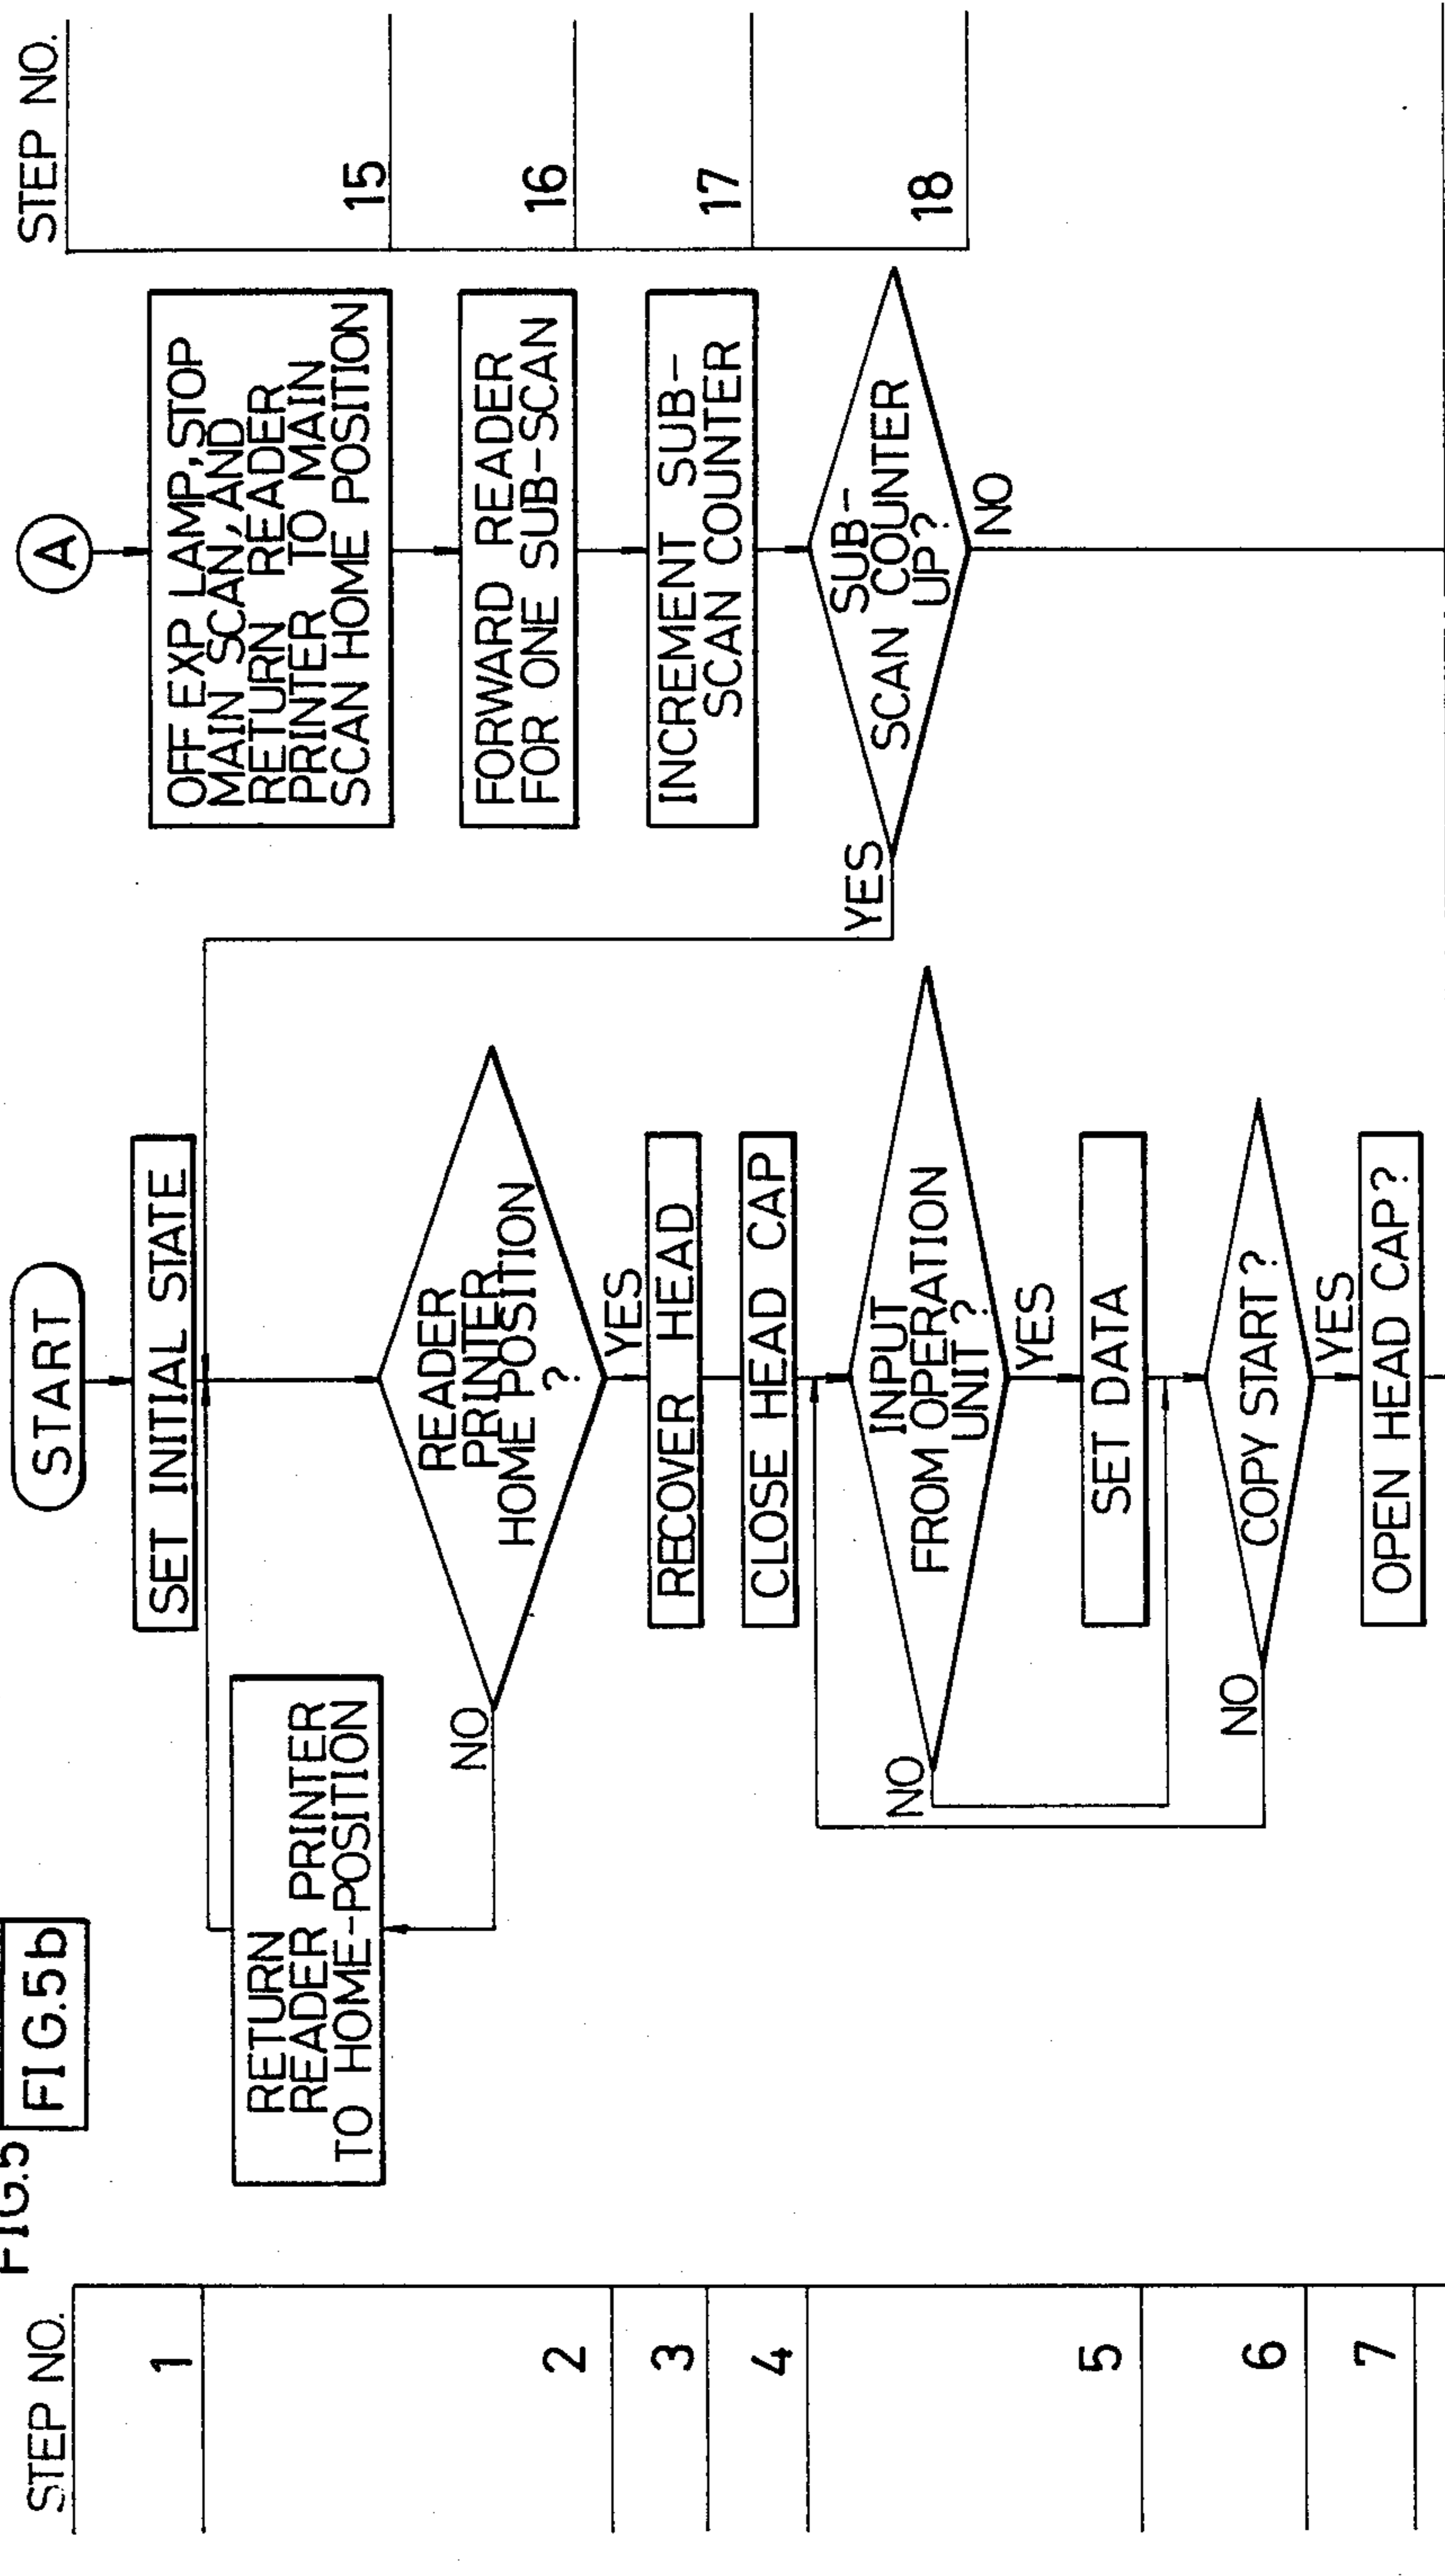 FIG.5
FIG.5b
STEP NO.
1
2
3
4
5
6
7
START
SET INITIAL STATE
RETURN
READER PRINTER
TO HOME-POSITION
READER
PRINTER
HOME POSITION
?
NO
YES
RECOVER HEAD
CLOSE HEAD CAP
INPUT
FROM OPERATION
UNIT?
NO
YES
SET DATA
COPY START?
NO
YES
OPEN HEAD CAP?
A
OFF EXP LAMP,STOP
MAIN SCAN,AND
RETURN READER
PRINTER TO MAIN
SCAN HOME POSITION
FORWARD READER
FOR ONE SUB-SCAN
INCREMENT SUB-
SCAN COUNTER
SUB-
SCAN COUNTER
UP?
YES
NO
STEP NO.
15
16
17
18